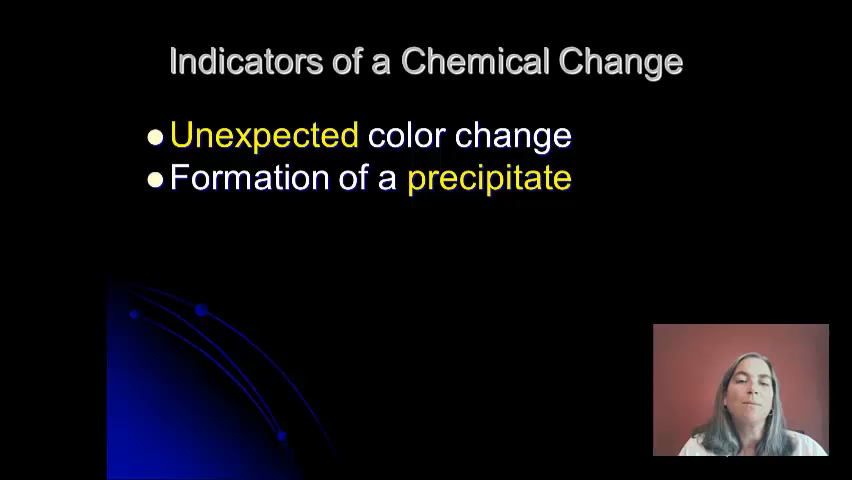 Indicators of a Chemical Change
Unexpected color change
Formation of a precipitate